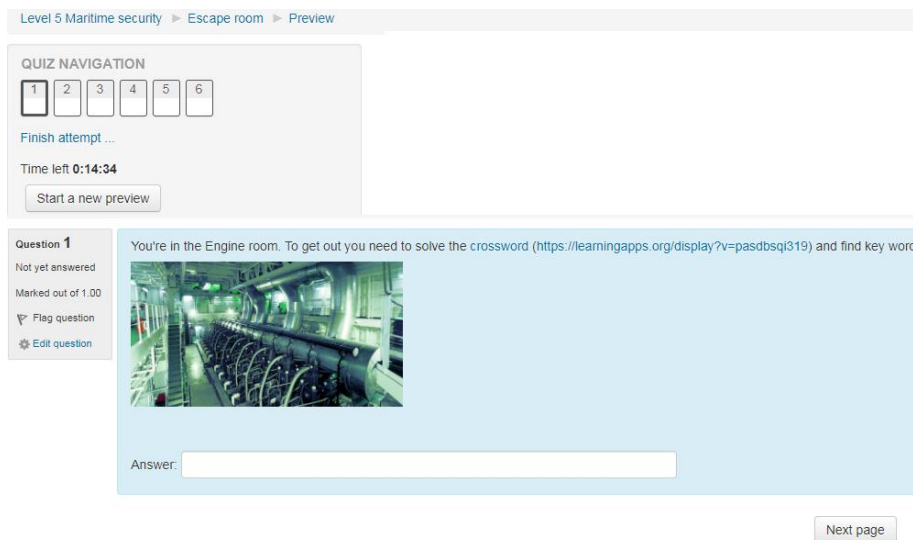 Level 5 Maritime security ► Escape room ► Preview
QUIZ NAVIGATION
1 2 3 4 5 6
Finish attempt ...
Time left 0:14:34
Start a new preview
Question 1
Not yet answered
Marked out of 1.00
Flag question
Edit question
You're in the Engine room. To get out you need to solve the crossword (https://learningapps.org/display?v=pasdbsqi319) and find key word
Answer:
Next page